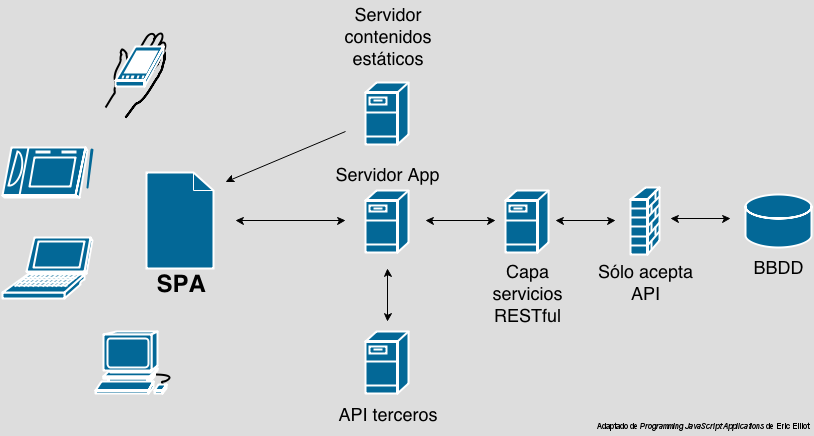 Servidor
contenidos
estáticos
Servidor App
SPA
Capa
servicios
RESTful
Sólo acepta
API
BBDD
API terceros
Adaptado de Programming JavaScript Applications de Eric Elliot